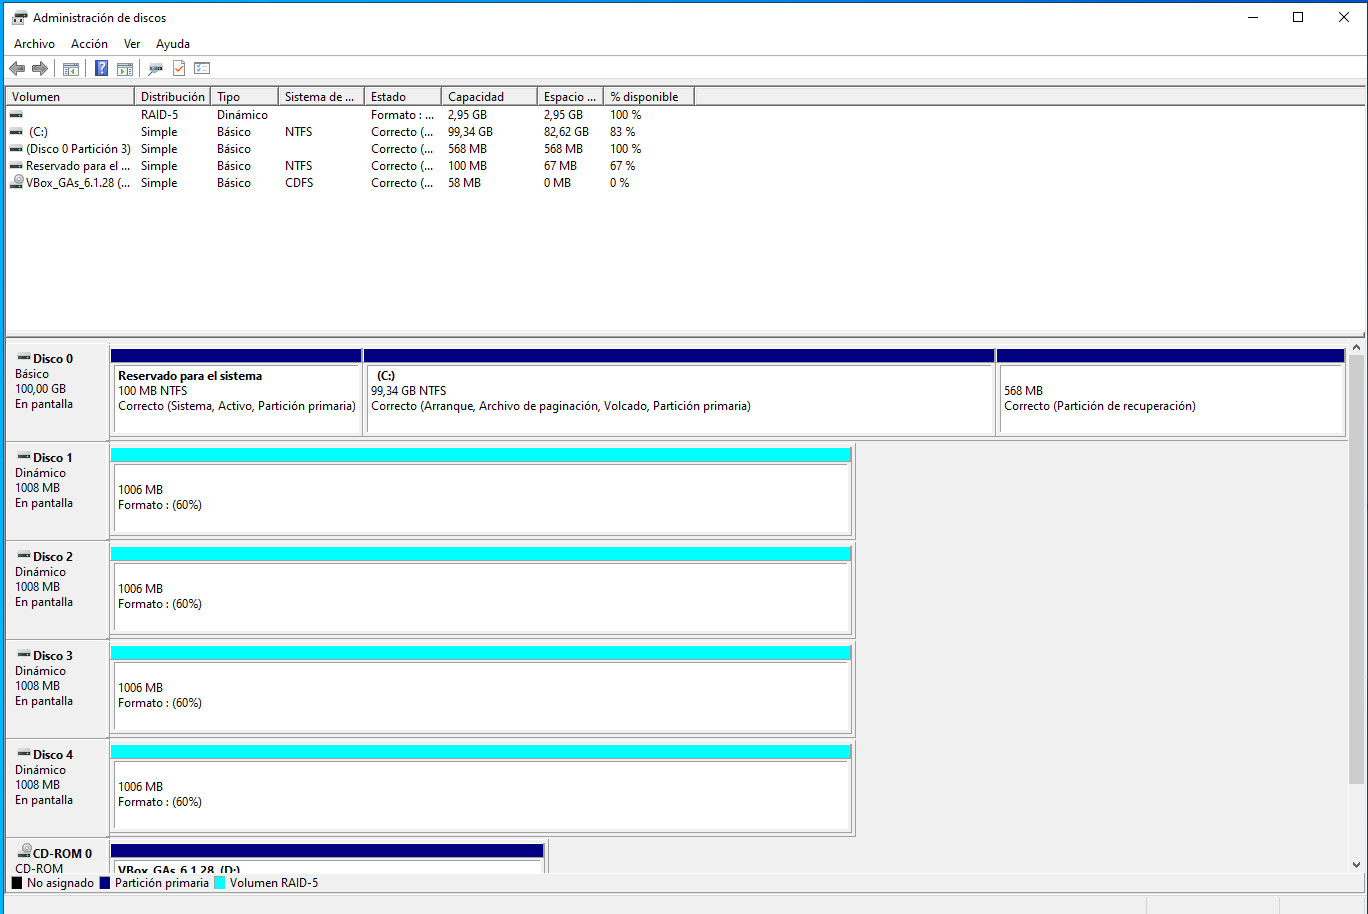 Administración de discos
Archivo Acción Ver Ayuda
Volumen Distribución Tipo Sistema de ... Estado Capacidad Espacio ... % disponible
RAID-5 Dinámico Formato : ... 2,95 GB 2,95 GB 100 %
(C:) Simple Básico NTFS Correcto (... 99,34 GB 82,62 GB 83 %
(Disco 0 Partición 3) Simple Básico Correcto (... 568 MB 568 MB 100 %
Reservado para el ... Simple Básico NTFS Correcto (... 100 MB 67 MB 67 %
VBox_GAs_6.1.28 (... Simple Básico CDFS Correcto (... 58 MB 0 MB 0 %
Disco 0
Básico
100,00 GB
En pantalla
Reservado para el sistema
100 MB NTFS
Correcto (Sistema, Activo, Partición primaria)
(C:)
99,34 GB NTFS
Correcto (Arranque, Archivo de paginación, Volcado, Partición primaria)
568 MB
Correcto (Partición de recuperación)
Disco 1
Dinámico
1008 MB
En pantalla
1006 MB
Formato : (60%)
Disco 2
Dinámico
1008 MB
En pantalla
1006 MB
Formato : (60%)
Disco 3
Dinámico
1008 MB
En pantalla
1006 MB
Formato : (60%)
Disco 4
Dinámico
1008 MB
En pantalla
1006 MB
Formato : (60%)
CD-ROM 0
CD-ROM
VBox_GAs_6.1.28 (D:)
No asignado Partición primaria Volumen RAID-5